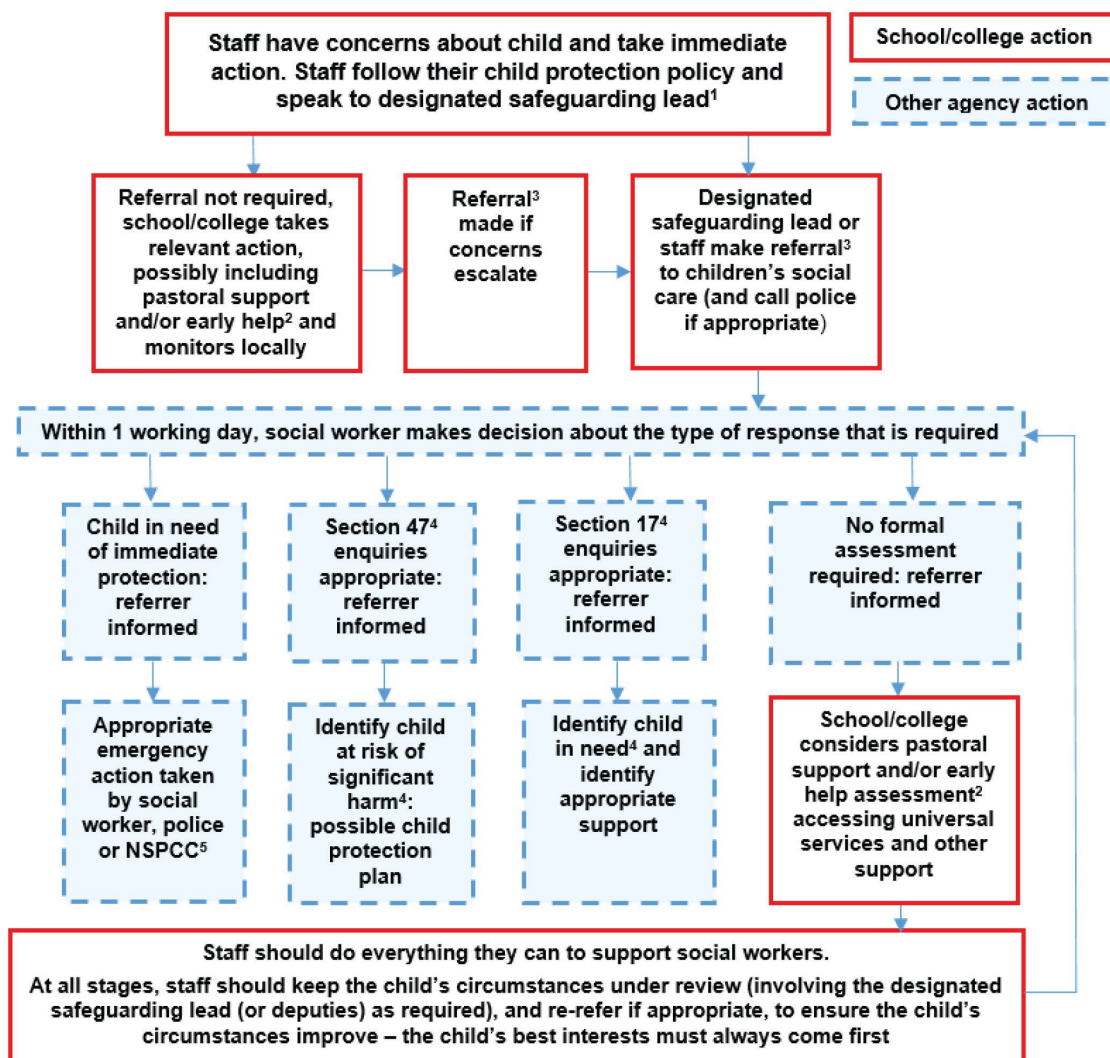 Staff have concerns about child and take immediate
action. Staff follow their child protection policy and
speak to designated safeguarding lead¹
School/college action
Other agency action
Referral not required,
school/college takes
relevant action,
possibly including
pastoral support
and/or early help² and
monitors locally
Referral³
made if
concerns
escalate
Designated
safeguarding lead or
staff make referral³
to children’s social
care (and call police
if appropriate)
Within 1 working day, social worker makes decision about the type of response that is required
Child in need
of immediate
protection:
referrer
informed
Section 47⁴
enquiries
appropriate:
referrer
informed
Section 17⁴
enquiries
appropriate:
referrer
informed
No formal
assessment
required: referrer
informed
Appropriate
emergency
action taken
by social
worker, police
or NSPCC⁵
Identify child
at risk of
significant
harm⁴:
possible child
protection
plan
Identify child
in need⁴ and
identify
appropriate
support
School/college
considers pastoral
support and/or early
help assessment²
accessing universal
services and other
support
Staff should do everything they can to support social workers.
At all stages, staff should keep the child’s circumstances under review (involving the designated
safeguarding lead (or deputies) as required), and re-refer if appropriate, to ensure the child’s
circumstances improve – the child’s best interests must always come first